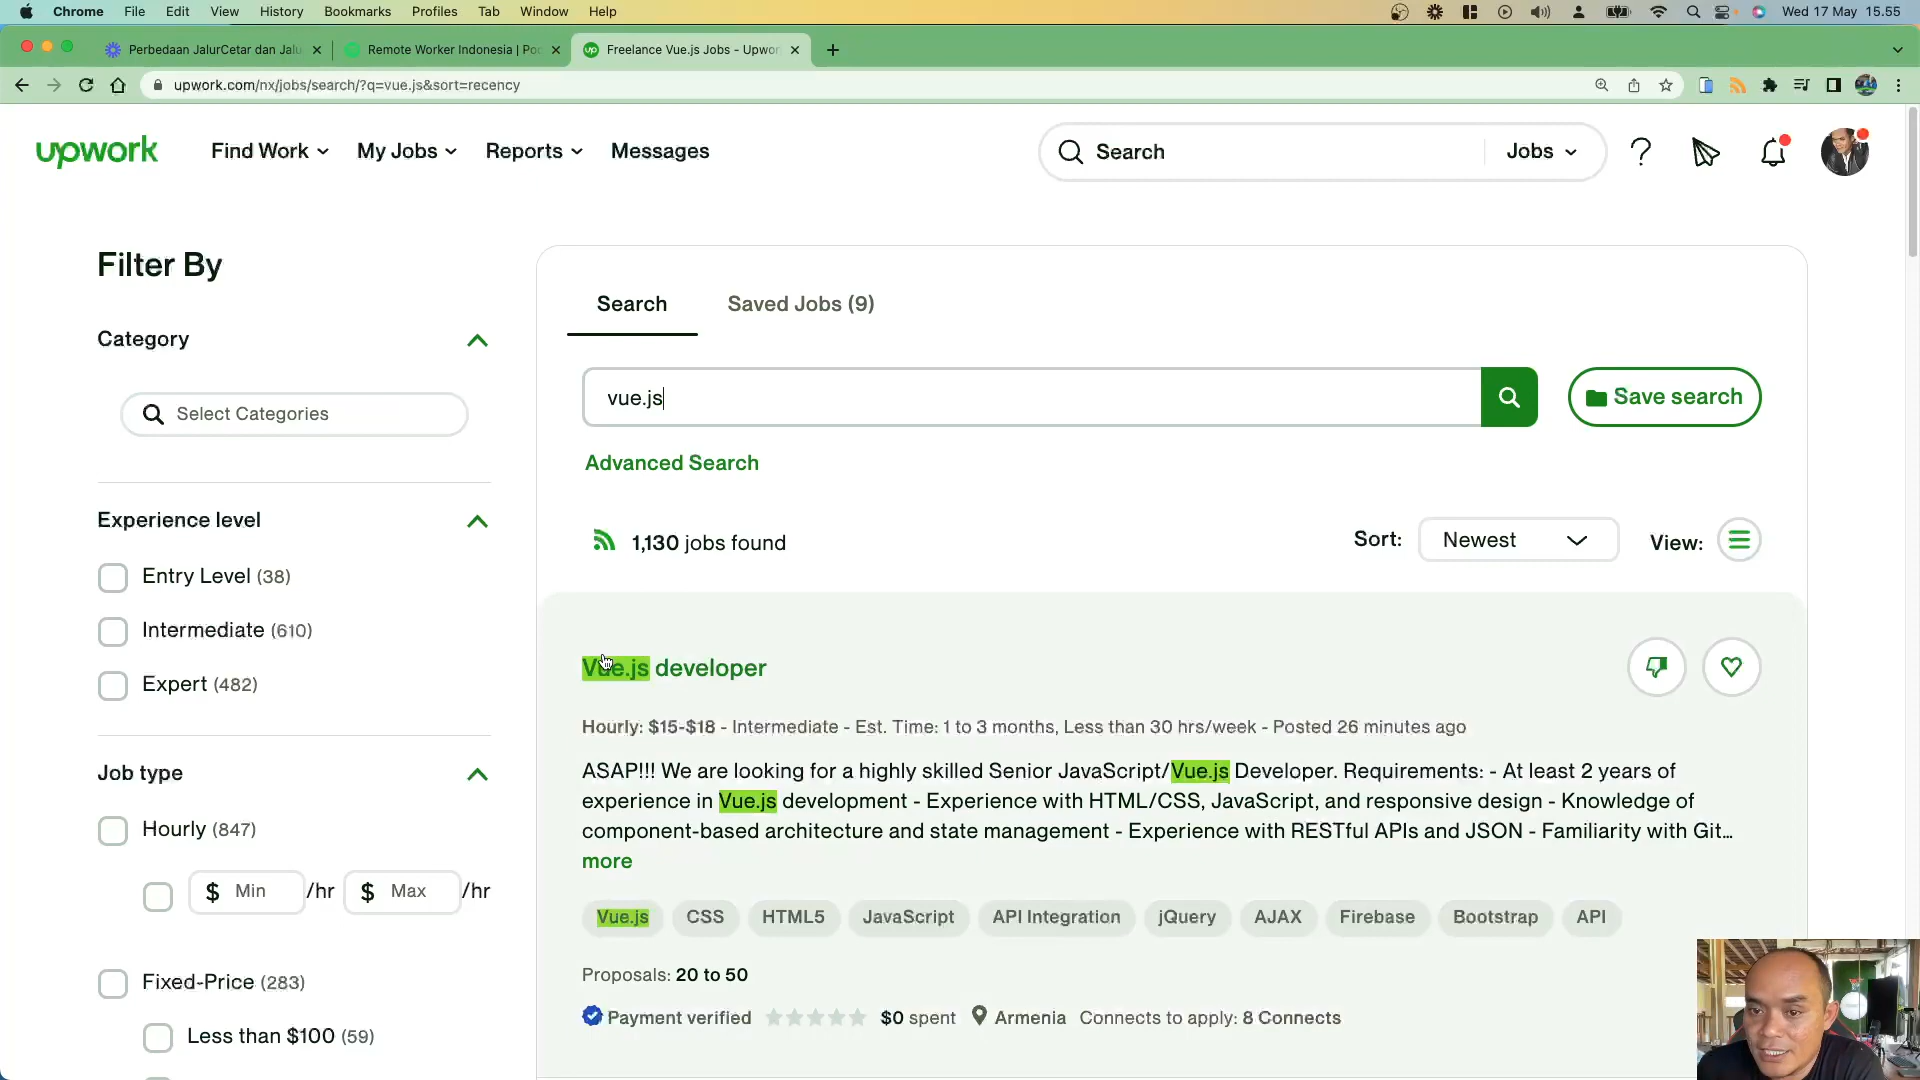 Chrome File Edit View History Bookmarks Profiles Tab Window Help Wed 17 May 15.55
Perbedaan JalurCetar dan Jalu Remote Worker Indonesia | Poc Freelance Vue.js Jobs - Upwor
upwork.com/nx/jobs/search/?q=vue.js&sort=recency
upwork Find Work My Jobs Reports Messages Search Jobs
Filter By
Category
Select Categories
Experience level
Entry Level (38)
Intermediate (610)
Expert (482)
Job type
Hourly (847)
$ Min /hr $ Max /hr
Fixed-Price (283)
Less than $100 (59)
Search Saved Jobs (9)
vue.js
Save search
Advanced Search
1,130 jobs found
Sort: Newest View:
Vue.js developer
Hourly: $15-$18 - Intermediate - Est. Time: 1 to 3 months, Less than 30 hrs/week - Posted 26 minutes ago
ASAP!!! We are looking for a highly skilled Senior JavaScript/Vue.js Developer. Requirements: - At least 2 years of
experience in Vue.js development - Experience with HTML/CSS, JavaScript, and responsive design - Knowledge of
component-based architecture and state management - Experience with RESTful APIs and JSON - Familiarity with Git…
more
Vue.js CSS HTML5 JavaScript API Integration jQuery AJAX Firebase Bootstrap API
Proposals: 20 to 50
Payment verified $0 spent Armenia Connects to apply: 8 Connects